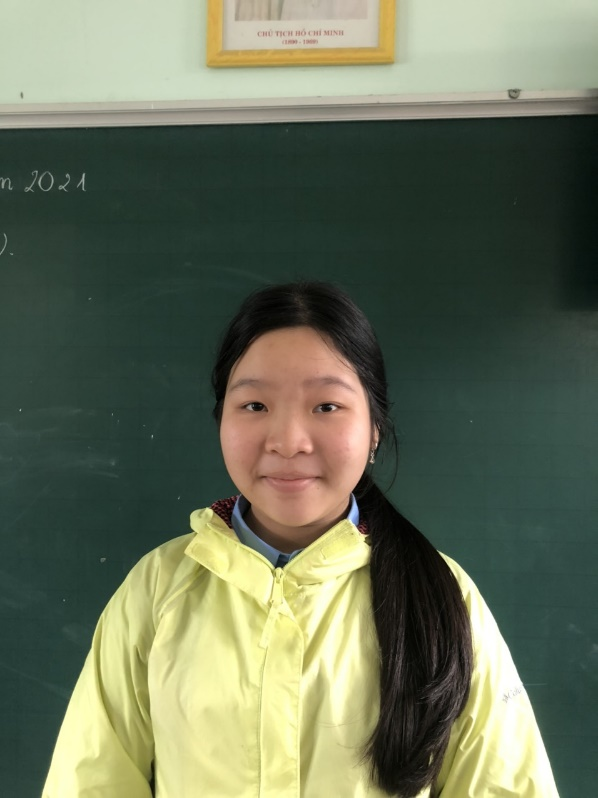 CHỦ TỊCH HỒ CHÍ MINH
(1890 - 1969)
n 2021
).